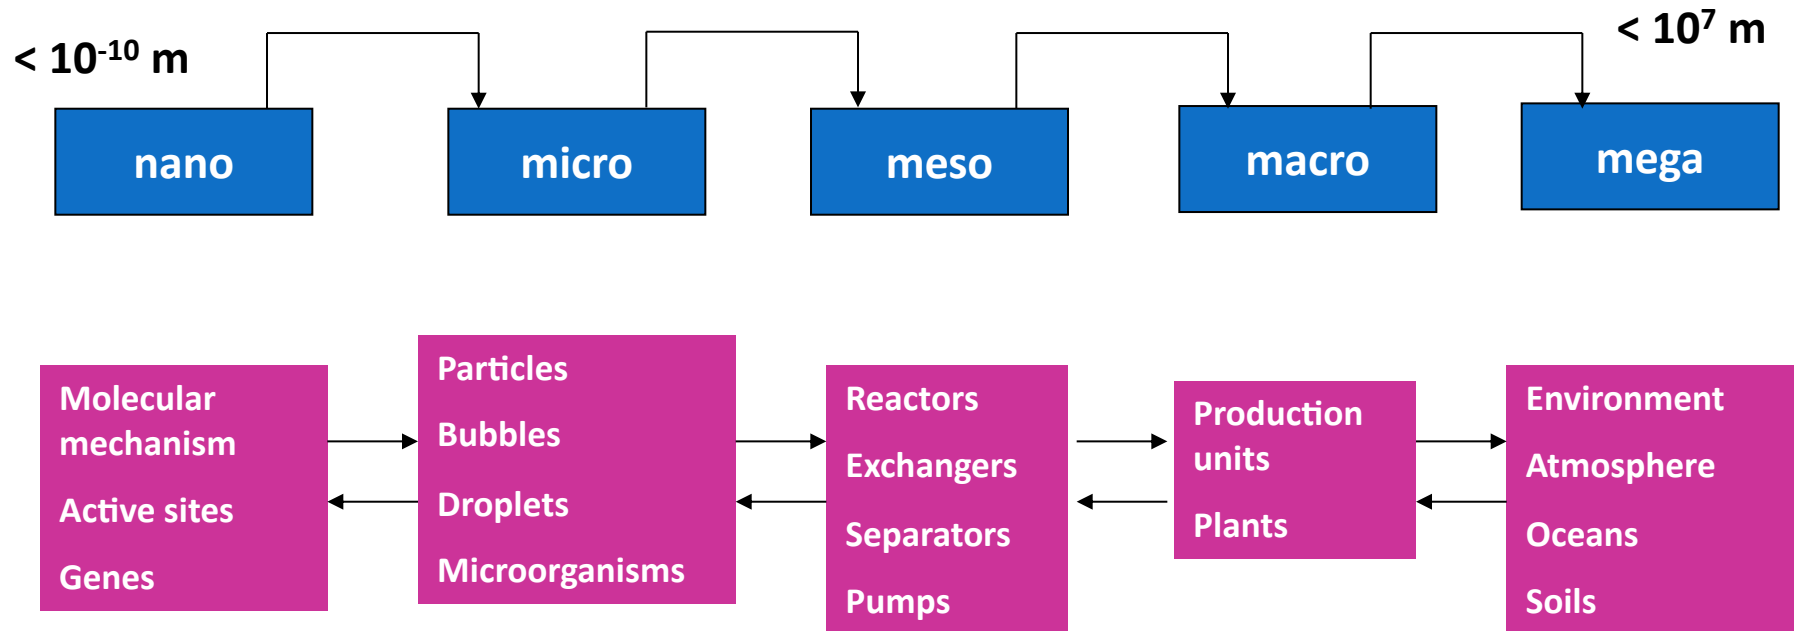 < 10⁻¹⁰ m
< 10⁷ m
nano
micro
meso
macro
mega
Molecular
mechanism
Active sites
Genes
Particles
Bubbles
Droplets
Microorganisms
Reactors
Exchangers
Separators
Pumps
Production
units
Plants
Environment
Atmosphere
Oceans
Soils